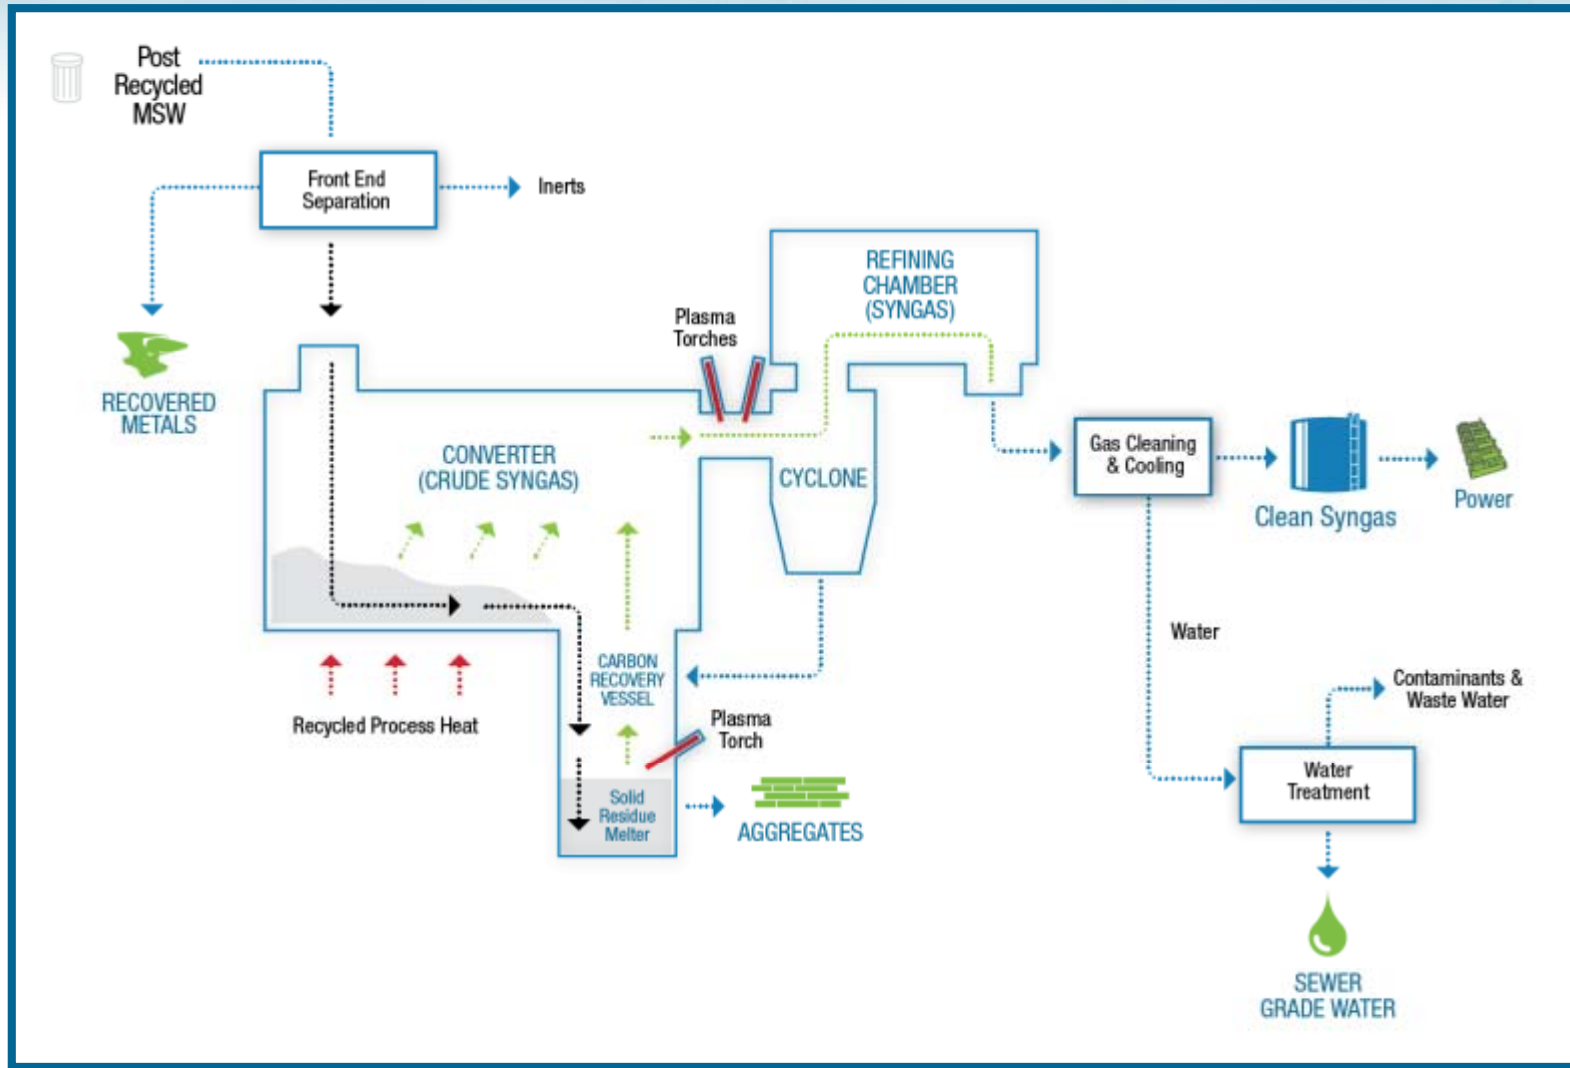 Post
Recycled
MSW
Front End
Separation
Inerts
RECOVERED
METALS
Plasma
Torches
REFINING
CHAMBER
(SYNGAS)
CONVERTER
(CRUDE SYNGAS)
CYCLONE
Gas Cleaning
& Cooling
Clean Syngas
Power
Water
CARBON
RECOVERY
VESSEL
Recycled Process Heat
Plasma
Torch
Solid
Residue
Melter
AGGREGATES
Contaminants &
Waste Water
Water
Treatment
SEWER
GRADE WATER